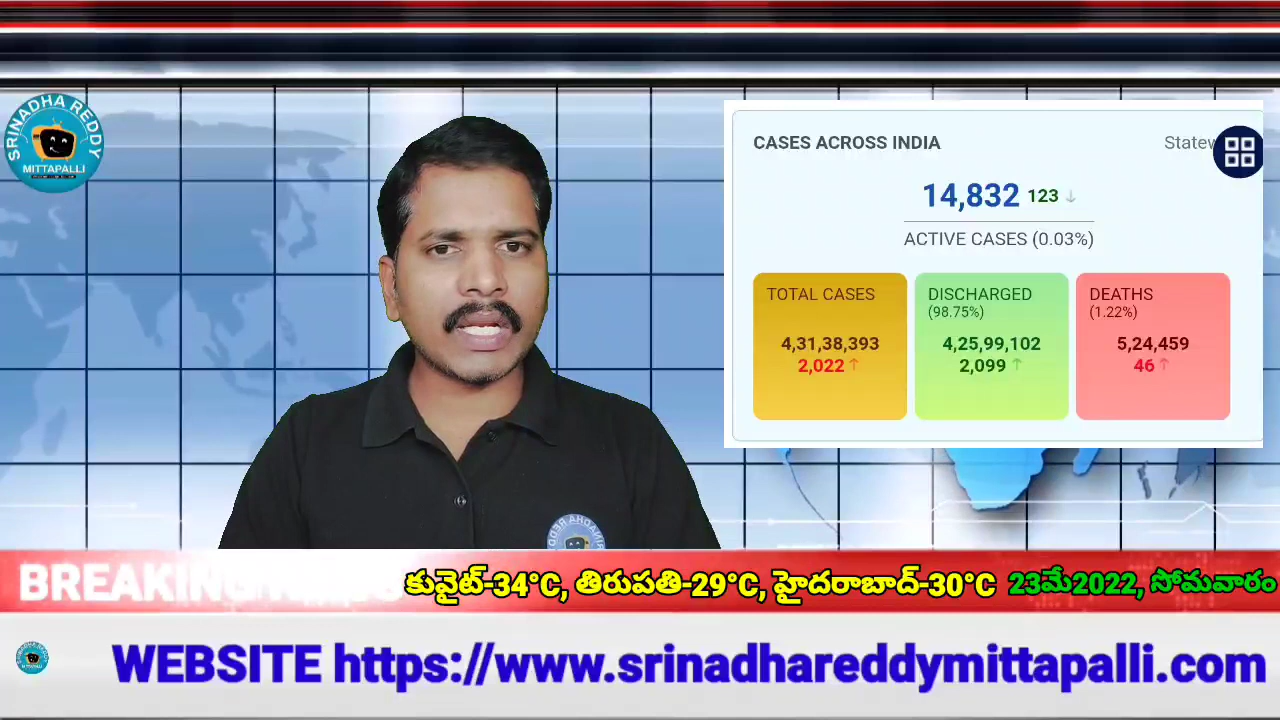 SRINADHA REDDY
MITTAPALLI
CASES ACROSS INDIA
Statew
14,832 123 ↓
ACTIVE CASES (0.03%)
TOTAL CASES
4,31,38,393
2,022 ↑
DISCHARGED
(98.75%)
4,25,99,102
2,099 ↑
DEATHS
(1.22%)
5,24,459
46 ↑
BREAKING
కువైట్-34°C, తిరుపతి-29°C, హైదరాబాద్-30°C 23మే2022, సోమవారం
WEBSITE https://www.srinadhareddymittapalli.com